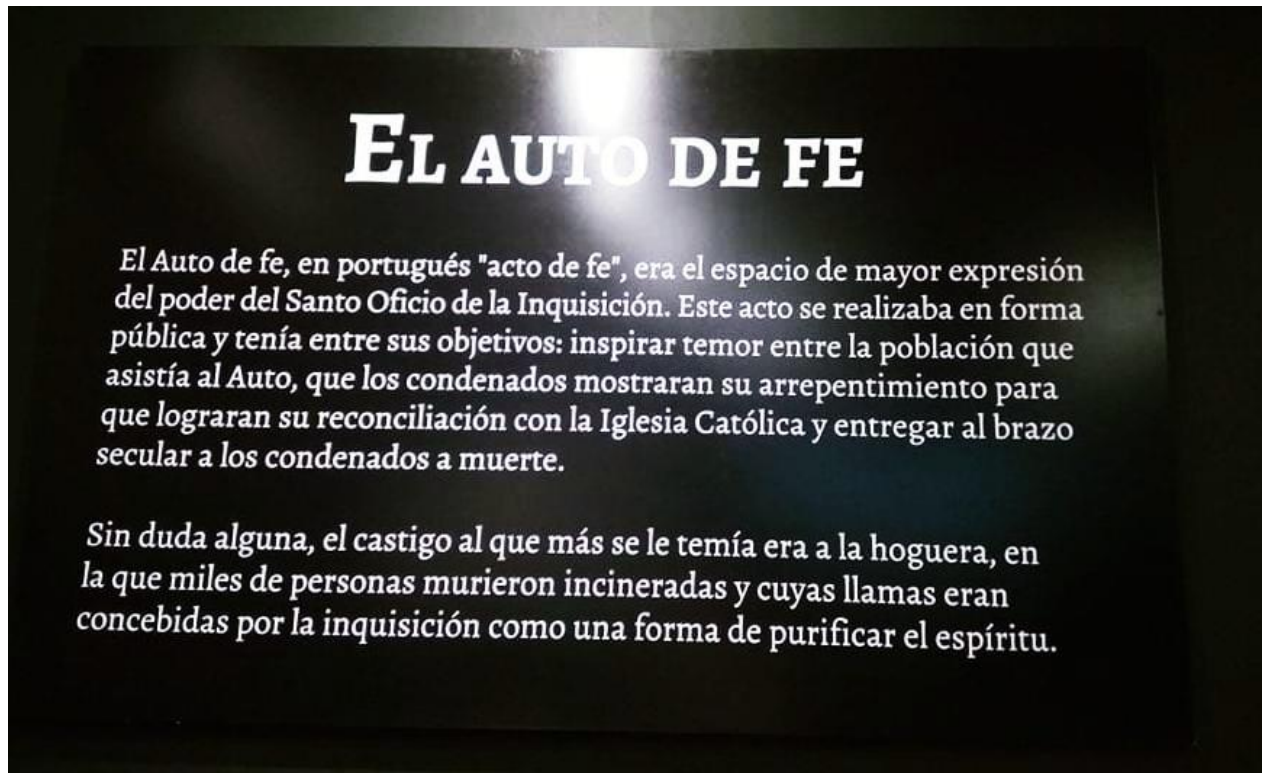 EL AUTO DE FE
El Auto de fe, en portugués "acto de fe", era el espacio de mayor expresión
del poder del Santo Oficio de la Inquisición. Este acto se realizaba en forma
pública y tenía entre sus objetivos: inspirar temor entre la población que
asistía al Auto, que los condenados mostraran su arrepentimiento para
que lograran su reconciliación con la Iglesia Católica y entregar al brazo
secular a los condenados a muerte.
Sin duda alguna, el castigo al que más se le temía era a la hoguera, en
la que miles de personas murieron incineradas y cuyas llamas eran
concebidas por la inquisición como una forma de purificar el espíritu.